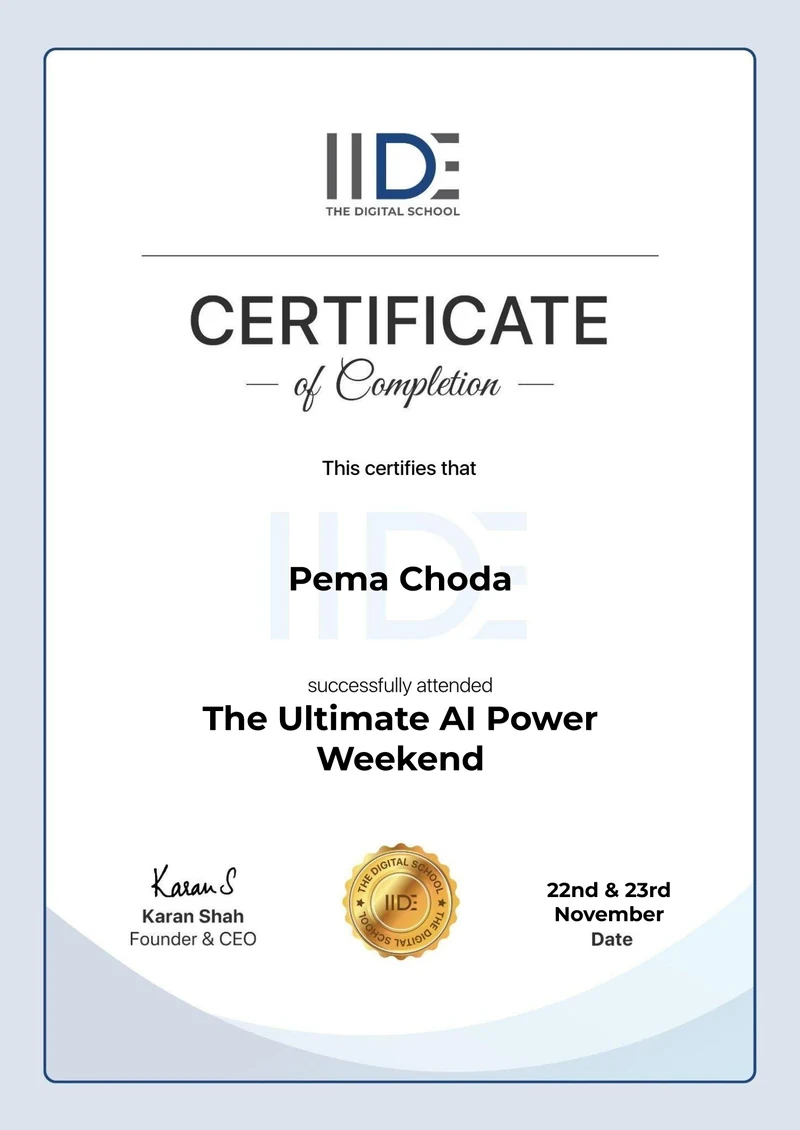 IIDE
THE DIGITAL SCHOOL
CERTIFICATE
of Completion
This certifies that
IIDE
Pema Choda
successfully attended
The Ultimate AI Power
Weekend
Karan S
Karan Shah
Founder & CEO
THE DIGITAL SCHOOL
IIDE
THE DIGITAL SCHOOL
22nd & 23rd
November
Date